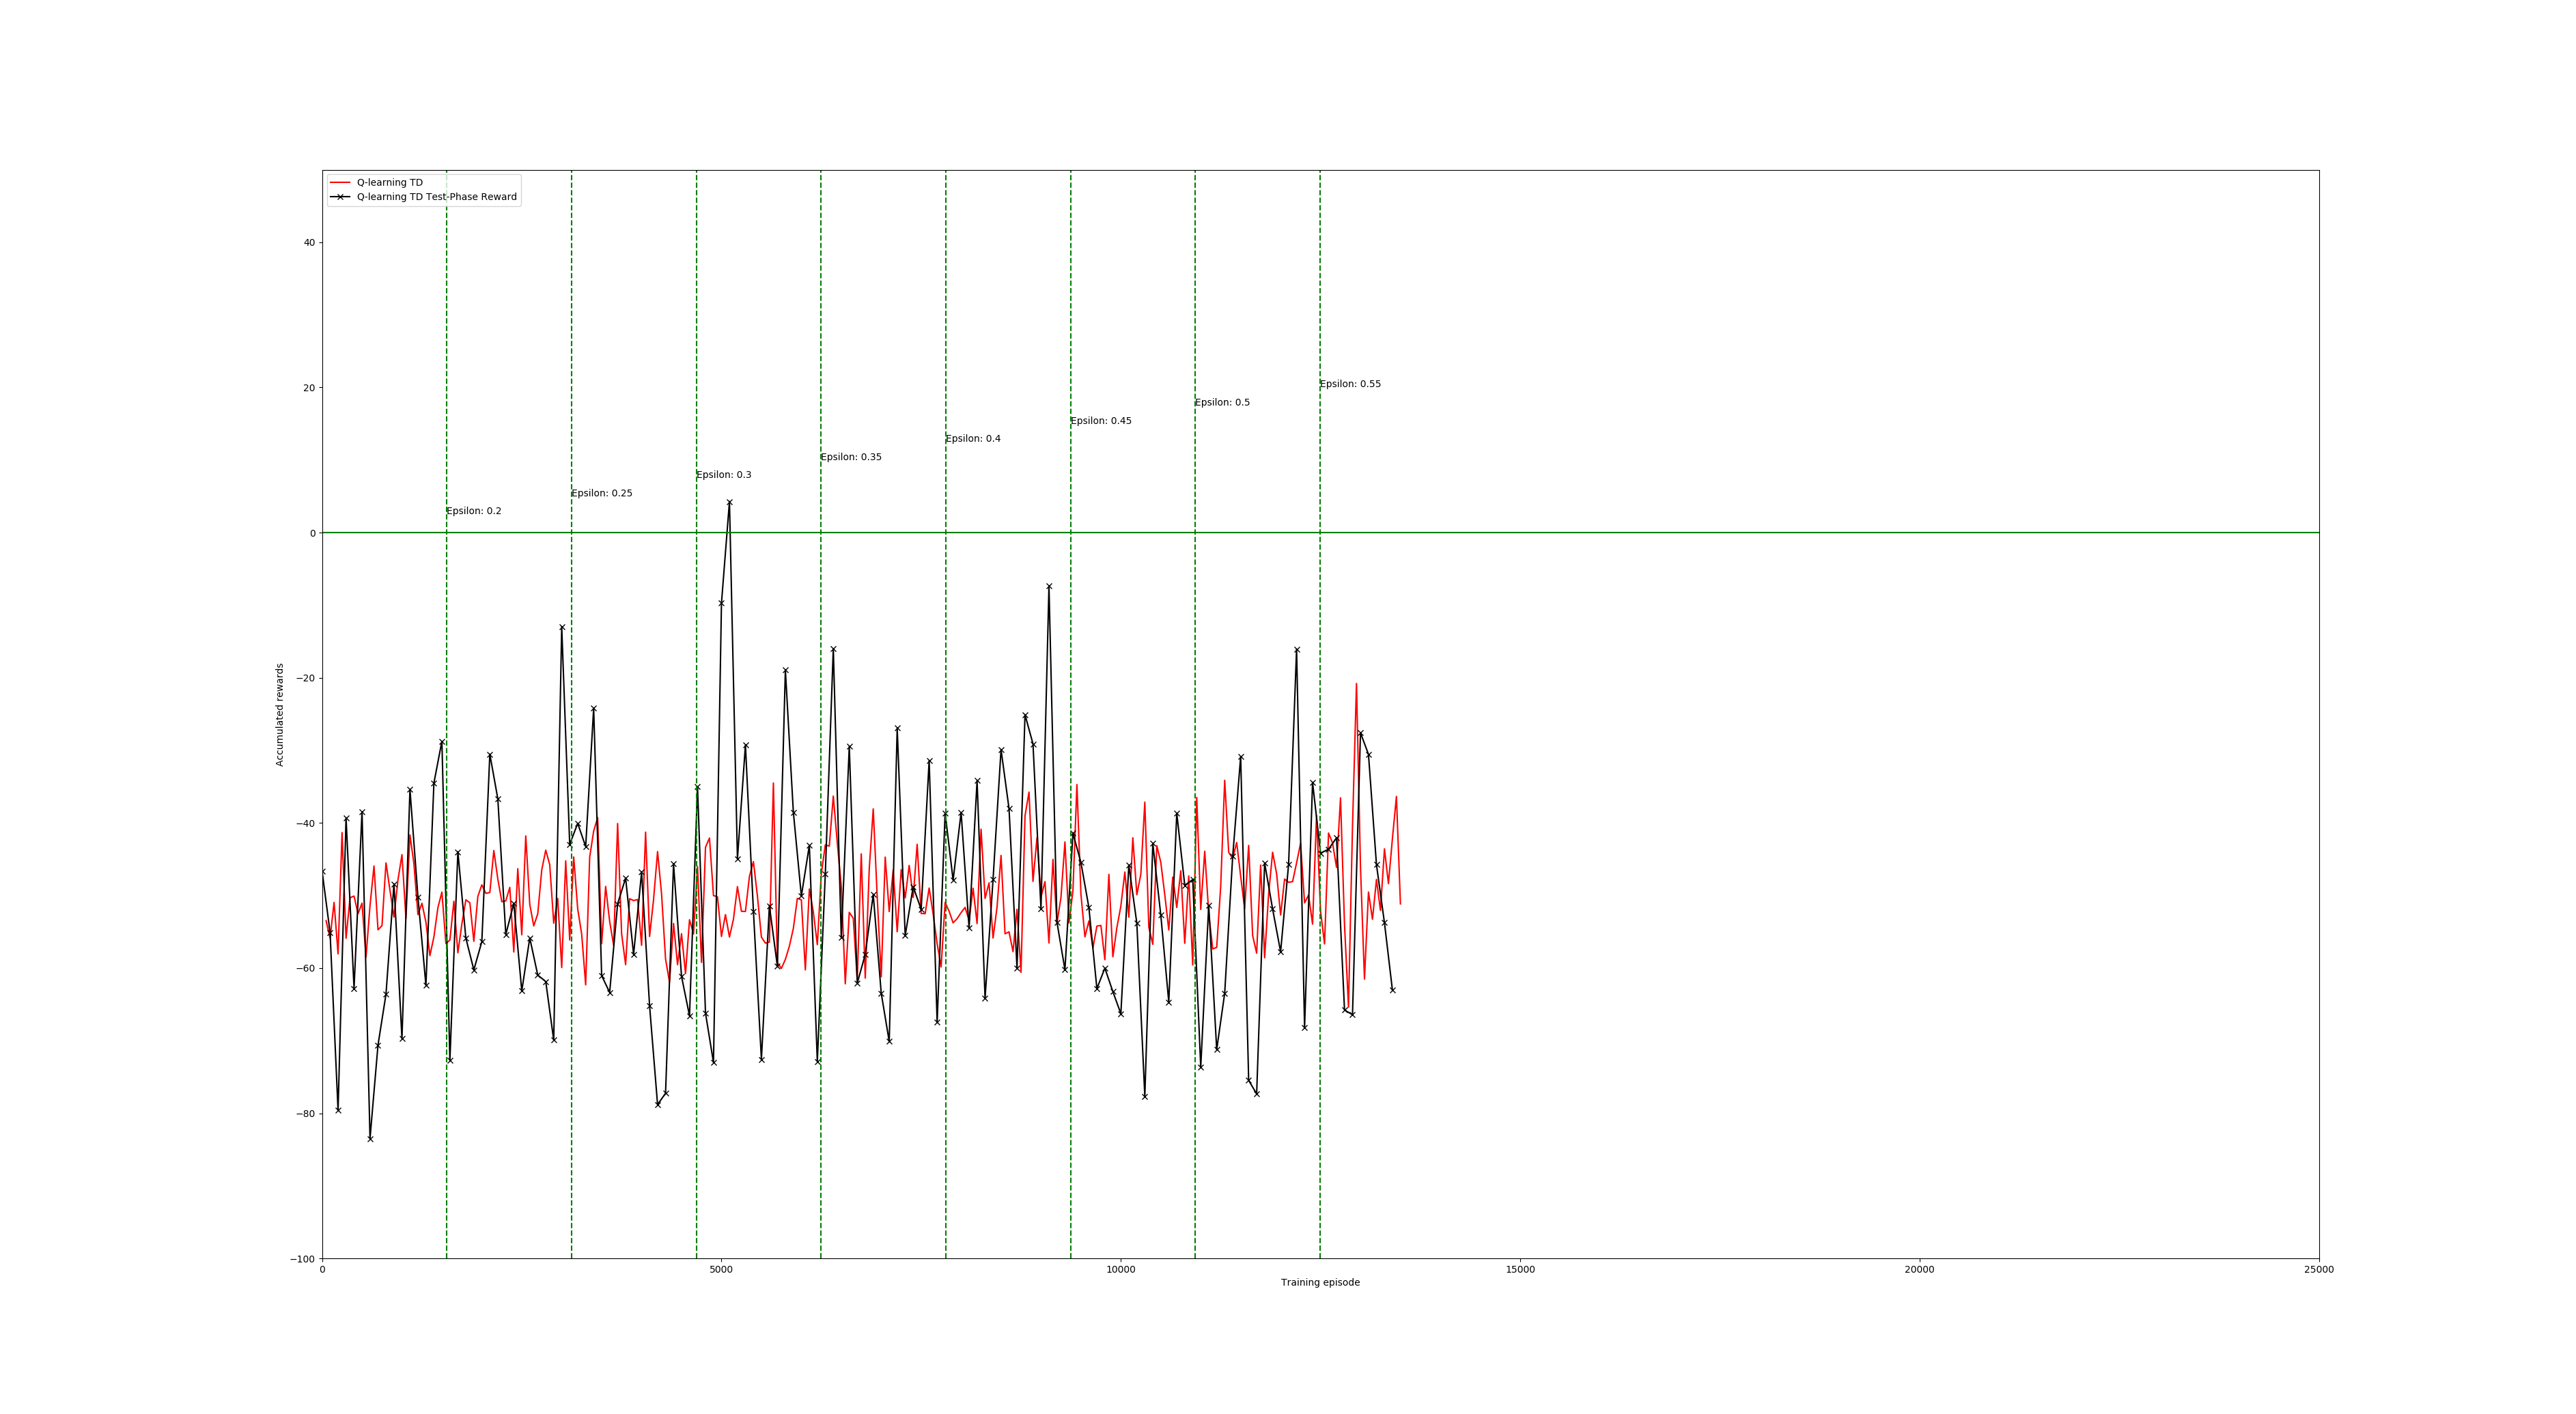 Q-learning TD
Q-learning TD Test-Phase Reward
40
20
0
−20
−40
−60
−80
−100
Accumulated rewards
Epsilon: 0.2
Epsilon: 0.25
Epsilon: 0.3
Epsilon: 0.35
Epsilon: 0.4
Epsilon: 0.45
Epsilon: 0.5
Epsilon: 0.55
0
5000
10000
15000
20000
25000
Training episode